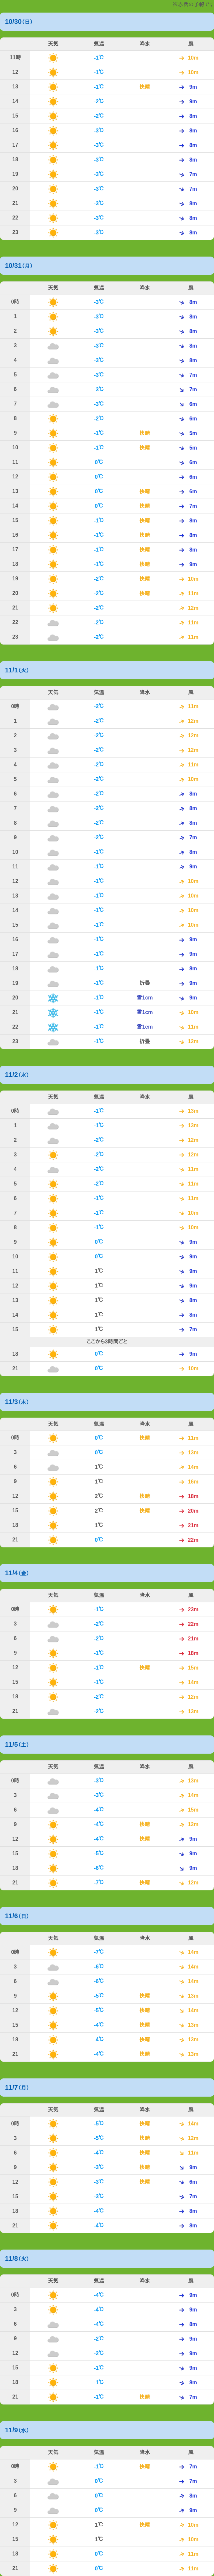 の予報です
10/30(日)
天気 気温 降水 風
11時 -1℃ 10m
12 -1℃ 10m
13 -1℃ 快晴 9m
14 -2℃ 9m
15 -2℃ 8m
16 -3℃ 8m
17 -3℃ 8m
18 -3℃ 8m
19 -3℃ 7m
20 -3℃ 7m
21 -3℃ 8m
22 -3℃ 8m
23 -3℃ 8m
10/31(月)
天気 気温 降水 風
0時 -3℃ 8m
1 -3℃ 8m
2 -3℃ 8m
3 -3℃ 8m
4 -3℃ 8m
5 -3℃ 7m
6 -3℃ 7m
7 -3℃ 6m
8 -2℃ 6m
9 -1℃ 快晴 5m
10 -1℃ 快晴 5m
11 0℃ 6m
12 0℃ 6m
13 0℃ 快晴 6m
14 0℃ 快晴 7m
15 -1℃ 快晴 8m
16 -1℃ 快晴 8m
17 -1℃ 快晴 8m
18 -1℃ 快晴 9m
19 -2℃ 快晴 10m
20 -2℃ 快晴 11m
21 -2℃ 12m
22 -2℃ 11m
23 -2℃ 11m
11/1(火)
天気 気温 降水 風
0時 -2℃ 11m
1 -2℃ 12m
2 -2℃ 12m
3 -2℃ 12m
4 -2℃ 11m
5 -2℃ 10m
6 -2℃ 8m
7 -2℃ 8m
8 -2℃ 8m
9 -2℃ 7m
10 -1℃ 8m
11 -1℃ 9m
12 -1℃ 10m
13 -1℃ 10m
14 -1℃ 10m
15 -1℃ 10m
16 -1℃ 9m
17 -1℃ 9m
18 -1℃ 8m
19 -1℃ 9m
20 -1℃ 雪1cm 9m
21 -1℃ 雪1cm 10m
22 -1℃ 雪1cm 11m
23 -1℃ 12m
11/2(水)
天気 気温 降水 風
0時 -1℃ 13m
1 -1℃ 13m
2 -2℃ 12m
3 -2℃ 12m
4 -2℃ 11m
5 -2℃ 11m
6 -1℃ 11m
7 -1℃ 10m
8 -1℃ 10m
9 0℃ 9m
10 0℃ 9m
11 1℃ 9m
12 1℃ 9m
13 1℃ 8m
14 1℃ 8m
15 1℃ 7m
ここから3時間ごと
18 0℃ 9m
21 0℃ 10m
11/3(木)
天気 気温 降水 風
0時 0℃ 快晴 11m
3 0℃ 13m
6 1℃ 14m
9 1℃ 16m
12 2℃ 快晴 18m
15 2℃ 快晴 20m
18 1℃ 21m
21 0℃ 22m
11/4(金)
天気 気温 降水 風
0時 -1℃ 23m
3 -2℃ 22m
6 -2℃ 21m
9 -1℃ 18m
12 -1℃ 快晴 15m
15 -1℃ 14m
18 -2℃ 12m
21 -2℃ 13m
11/5(土)
天気 気温 降水 風
0時 -3℃ 13m
3 -3℃ 14m
6 -4℃ 15m
9 -4℃ 快晴 12m
12 -4℃ 快晴 9m
15 -5℃ 9m
18 -6℃ 9m
21 -7℃ 快晴 12m
11/6(日)
天気 気温 降水 風
0時 -7℃ 14m
3 -6℃ 14m
6 -6℃ 14m
9 -5℃ 快晴 13m
12 -5℃ 快晴 14m
15 -4℃ 快晴 13m
18 -4℃ 快晴 13m
21 -4℃ 快晴 13m
11/7(月)
天気 気温 降水 風
0時 -5℃ 快晴 14m
3 -5℃ 快晴 12m
6 -4℃ 快晴 11m
9 -3℃ 快晴 9m
12 -3℃ 快晴 6m
15 -3℃ 7m
18 -4℃ 8m
21 -4℃ 8m
11/8(火)
天気 気温 降水 風
0時 -4℃ 9m
3 -4℃ 9m
6 -4℃ 8m
9 -2℃ 9m
12 -2℃ 9m
15 -1℃ 9m
18 -1℃ 8m
21 -1℃ 快晴 7m
11/9(水)
天気 気温 降水 風
0時 -1℃ 快晴 7m
3 0℃ 7m
6 0℃ 8m
9 0℃ 9m
12 1℃ 快晴 10m
15 1℃ 10m
18 0℃ 11m
21 0℃ 11m